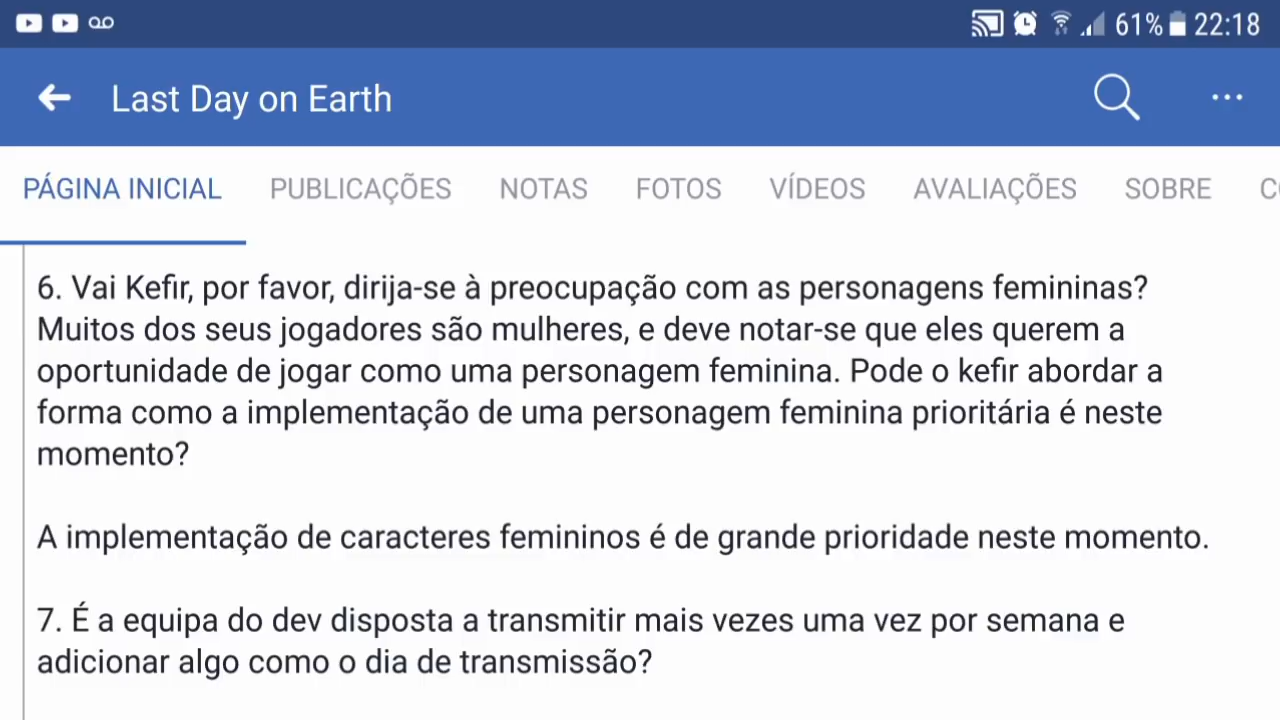 61% 22:18
Last Day on Earth
PÁGINA INICIAL PUBLICAÇÕES NOTAS FOTOS VÍDEOS AVALIAÇÕES SOBRE
6. Vai Kefir, por favor, dirija-se à preocupação com as personagens femininas?
Muitos dos seus jogadores são mulheres, e deve notar-se que eles querem a
oportunidade de jogar como uma personagem feminina. Pode o kefir abordar a
forma como a implementação de uma personagem feminina prioritária é neste
momento?
A implementação de caracteres femininos é de grande prioridade neste momento.
7. É a equipa do dev disposta a transmitir mais vezes uma vez por semana e
adicionar algo como o dia de transmissão?